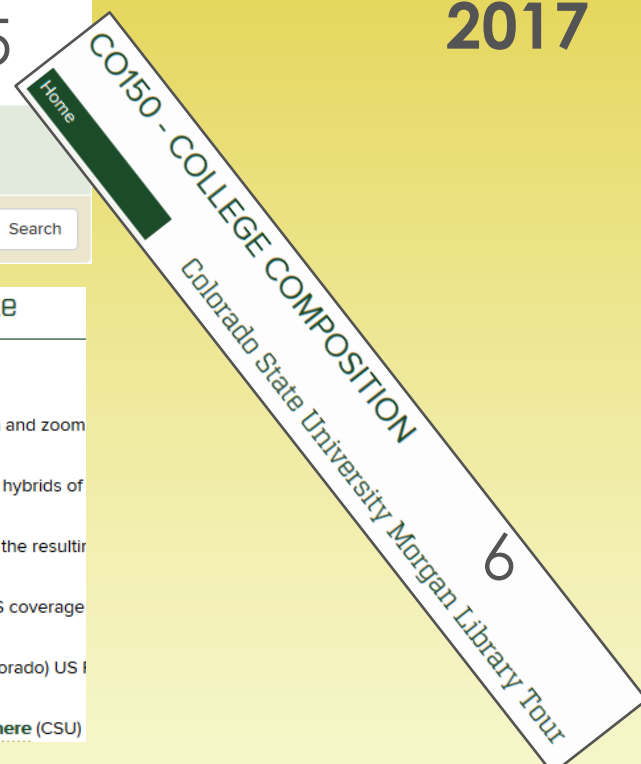 5
2017
Home
CO150 - COLLEGE COMPOSITION
Colorado State University Morgan Library Tour
6
Search
and zoom
hybrids of
the
S coverage
orado) US
here (CSU)